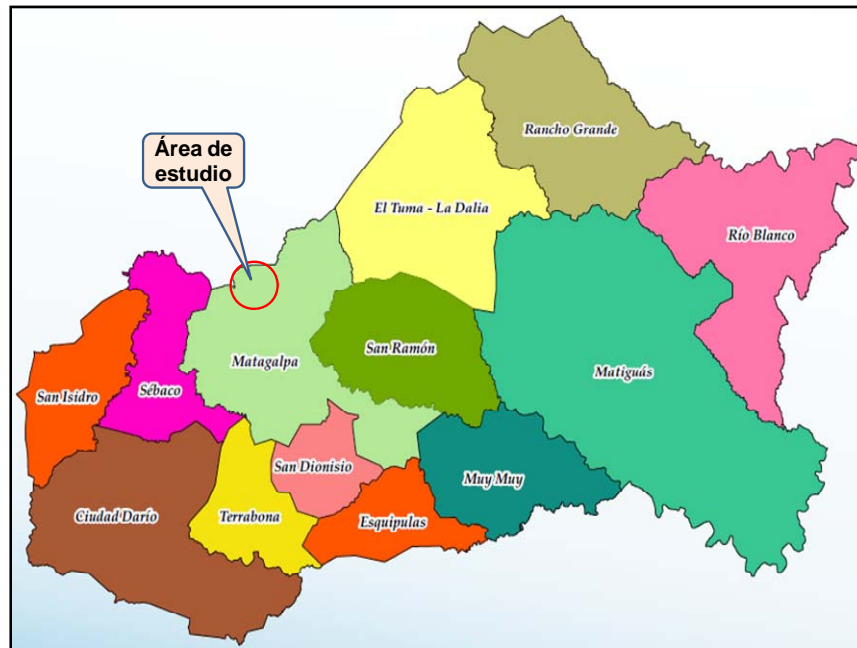 Rancho Grande
Área de
estudio
El Tuma - La Dalia
Río Blanco
San Ramón
Matagalpa
Matiguás
Sébaco
San Isidro
San Dionisio
Muy Muy
Ciudad Darío
Terrabona
Esquipulas